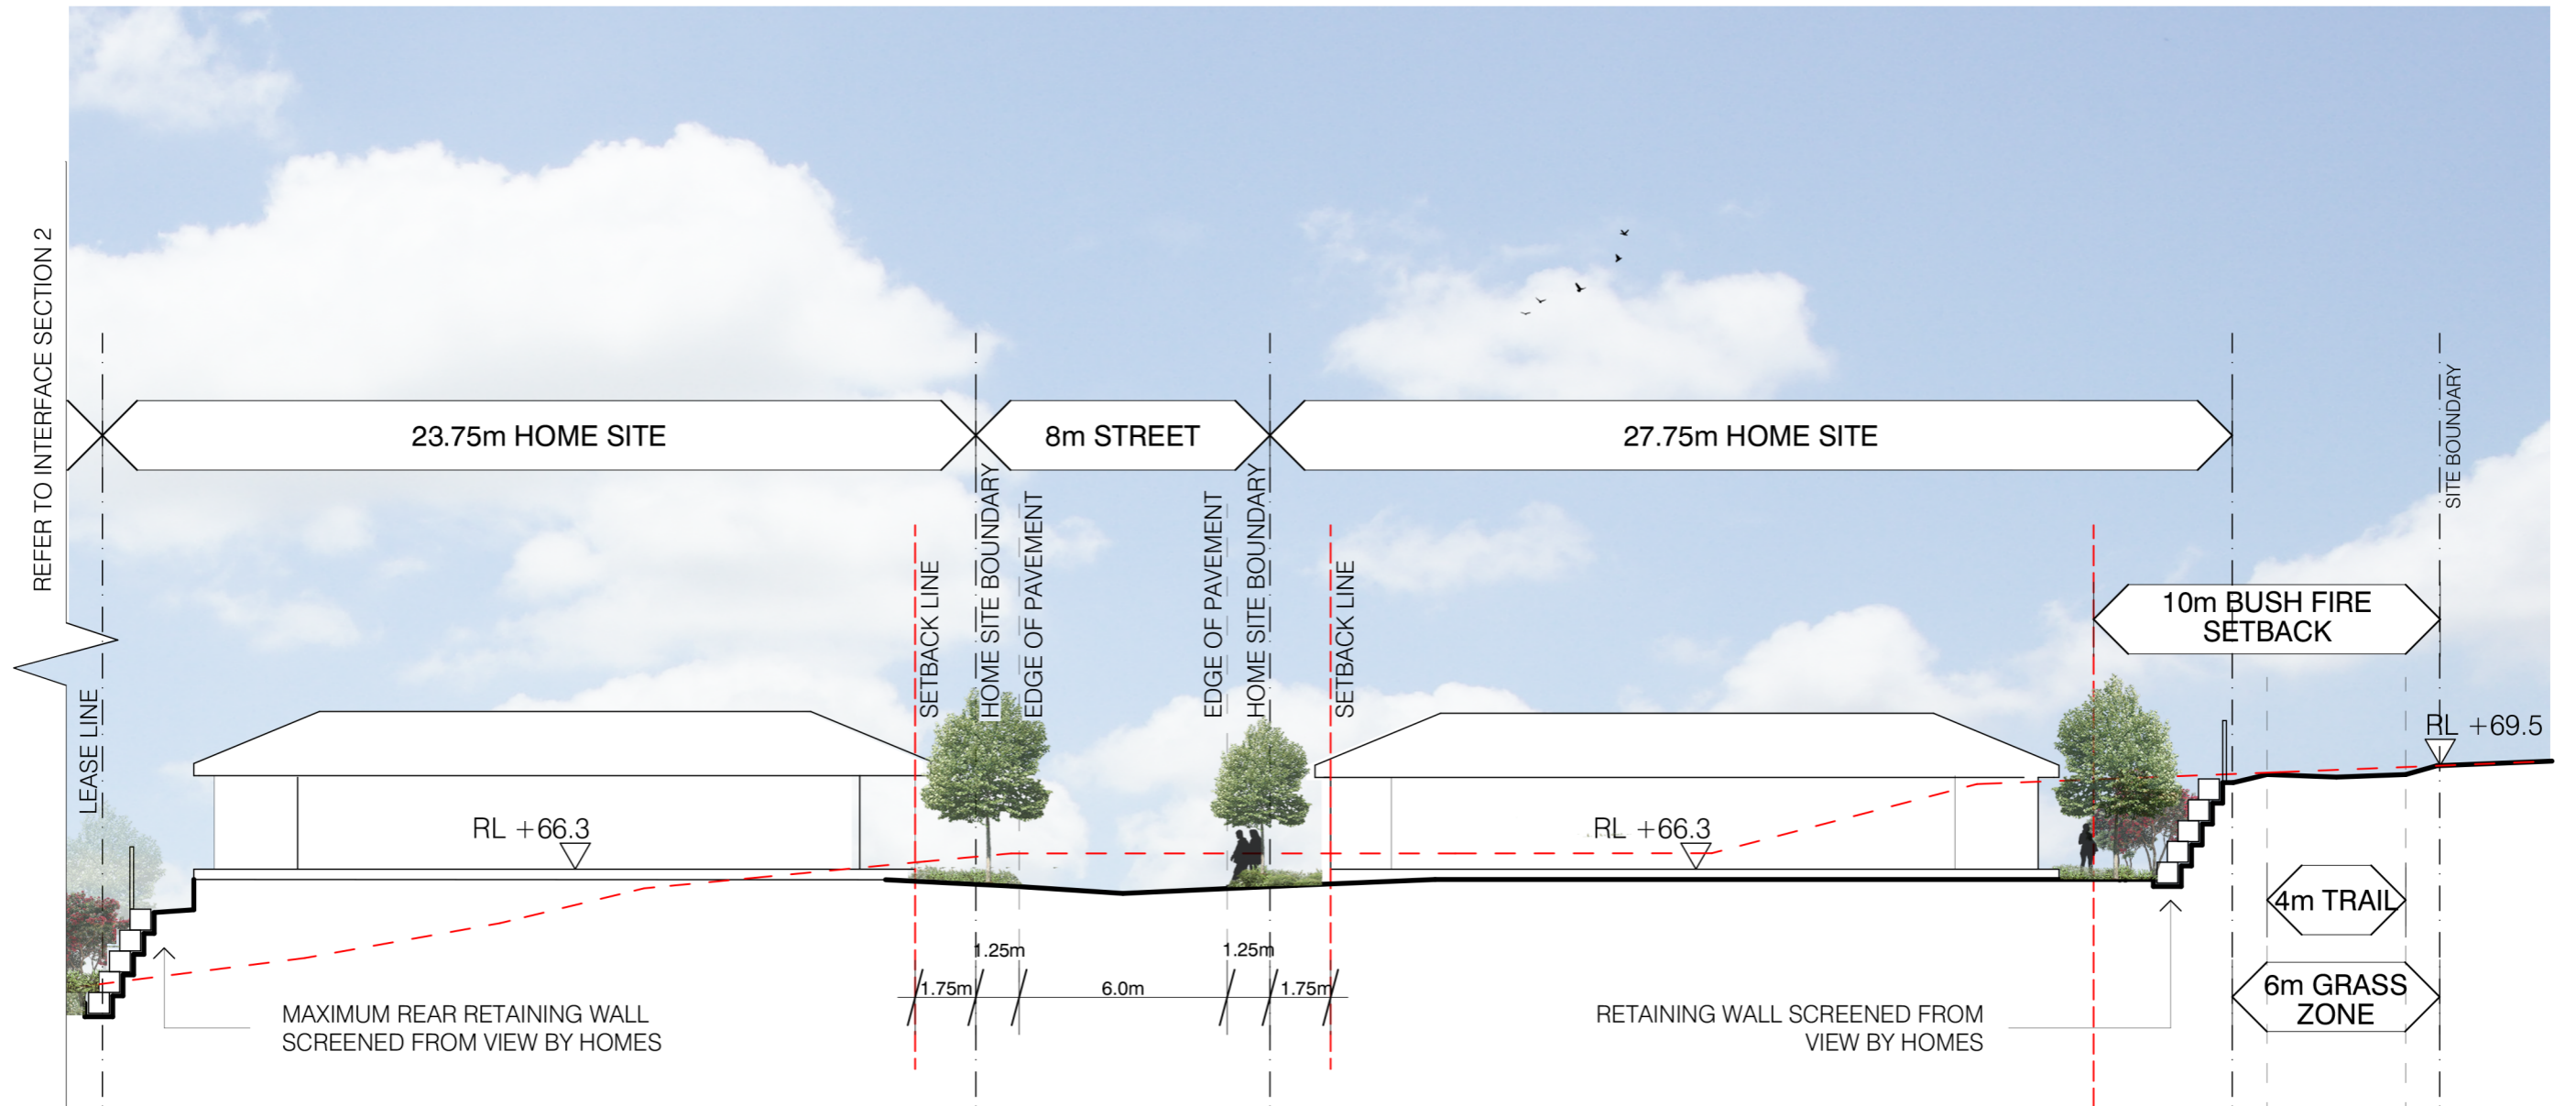 REFER TO INTERFACE SECTION 2
23.75m HOME SITE
8m STREET
27.75m HOME SITE
SITE BOUNDARY
LEASE LINE
SETBACK LINE
HOME SITE BOUNDARY
EDGE OF PAVEMENT
EDGE OF PAVEMENT
HOME SITE BOUNDARY
SETBACK LINE
10m BUSH FIRE
SETBACK
RL +69.5
RL +66.3
RL +66.3
4m TRAIL
1.25m
1.25m
1.75m
6.0m
1.75m
6m GRASS
ZONE
MAXIMUM REAR RETAINING WALL
SCREENED FROM VIEW BY HOMES
RETAINING WALL SCREENED FROM
VIEW BY HOMES